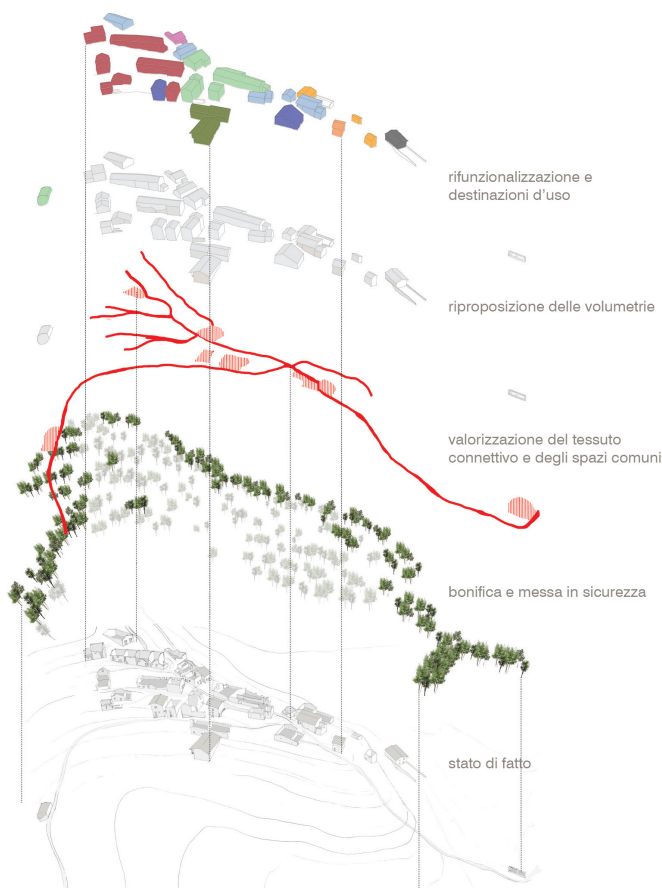 rifunzionalizzazione e
destinazioni d'uso
riproposizione delle volumetrie
valorizzazione del tessuto
connettivo e degli spazi comuni
bonifica e messa in sicurezza
stato di fatto